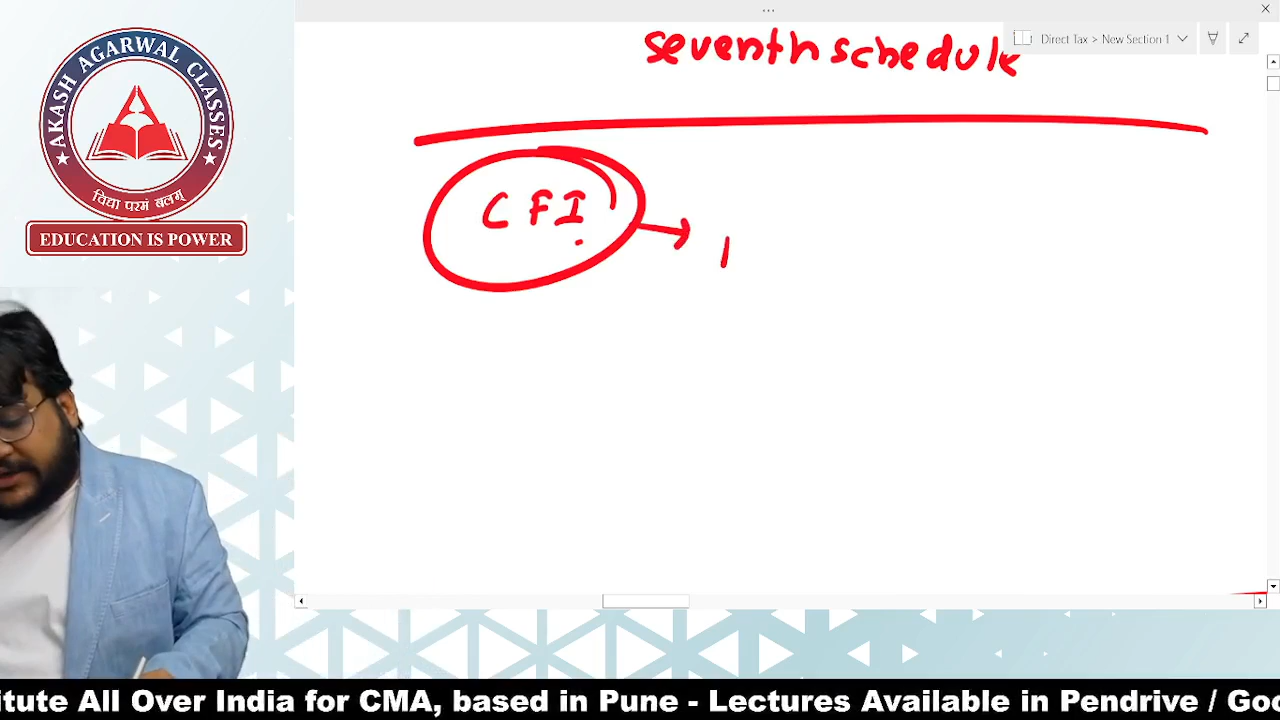 ...
Direct Tax > New Section 1
seventh schedule
AKASH AGARWAL CLASSES
विद्या परमं बलम्
EDUCATION IS POWER
CFI
itute All Over India for CMA, based in Pune - Lectures Available in Pendrive / Goo